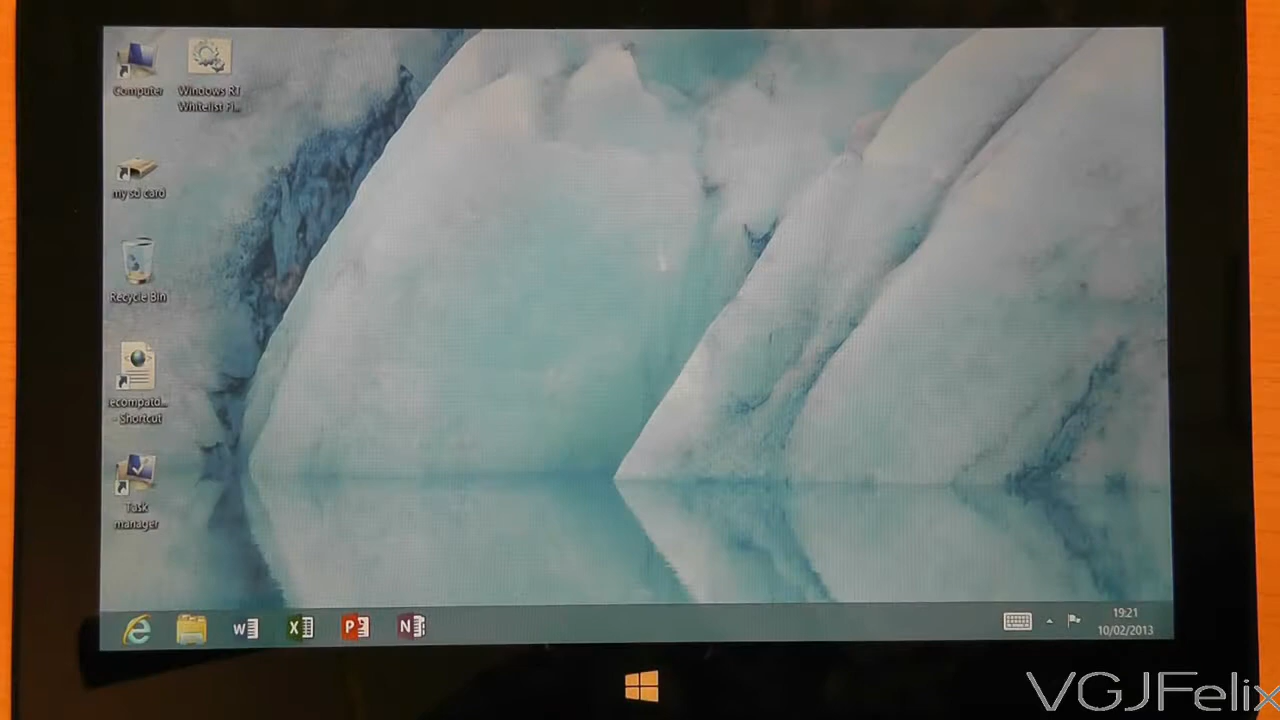 Computer
Windows RT
Whitelist Fi...
my sd card
Recycle Bin
iecompatd...
- Shortcut
Task
manager
19:21
10/02/2013
VGJFelix